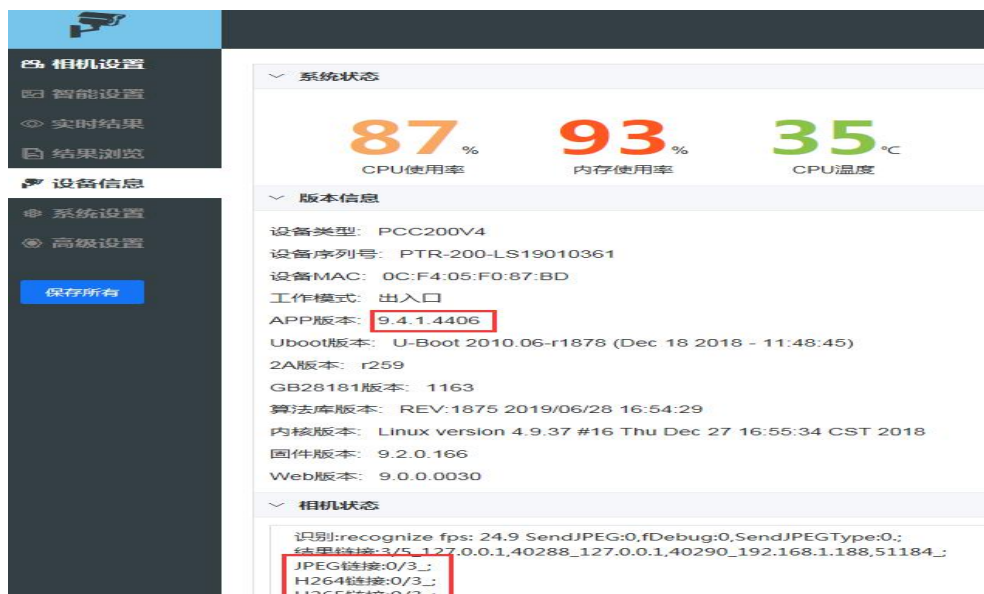 相机设置
智能设置
实时结果
结果浏览
设备信息
系统设置
高级设置
保存所有
系统状态
87% 93% 35℃
CPU使用率 内存使用率 CPU温度
版本信息
设备类型: PCC200V4
设备序列号: PTR-200-LS19010361
设备MAC: 0C:F4:05:F0:87:BD
工作模式: 出入口
APP版本: 9.4.1.4406
Uboot版本: U-Boot 2010.06-r1878 (Dec 18 2018 - 11:48:45)
2A版本: r259
GB28181版本: 1163
算法库版本: REV:1875 2019/06/28 16:54:29
内核版本: Linux version 4.9.37 #16 Thu Dec 27 16:55:34 CST 2018
固件版本: 9.2.0.166
Web版本: 9.0.0.0030
相机状态
识别:recognize fps: 24.9 SendJPEG:0,fDebug:0,SendJPEGType:0.;
结果链接:3/5_127.0.0.1,40288_127.0.0.1,40290_192.168.1.188,51184_;
JPEG链接:0/3_;
H264链接:0/3_;
H265链接:0/3_;